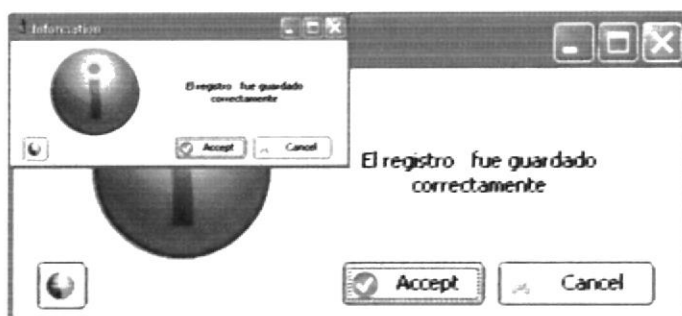 Information
El registro fue guardado
correctamente
Accept
Cancel
El registro fue guardado
correctamente
Accept
Cancel